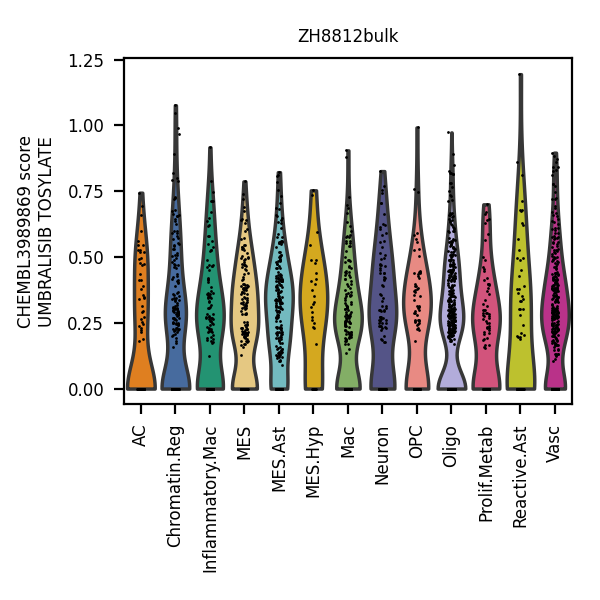 ZH8812bulk
CHEMBL3989869 score
UMBRALISIB TOSYLATE
1.25
1.00
0.75
0.50
0.25
0.00
AC
Chromatin.Reg
Inflammatory.Mac
MES
MES.Ast
MES.Hyp
Mac
Neuron
OPC
Oligo
Prolif.Metab
Reactive.Ast
Vasc